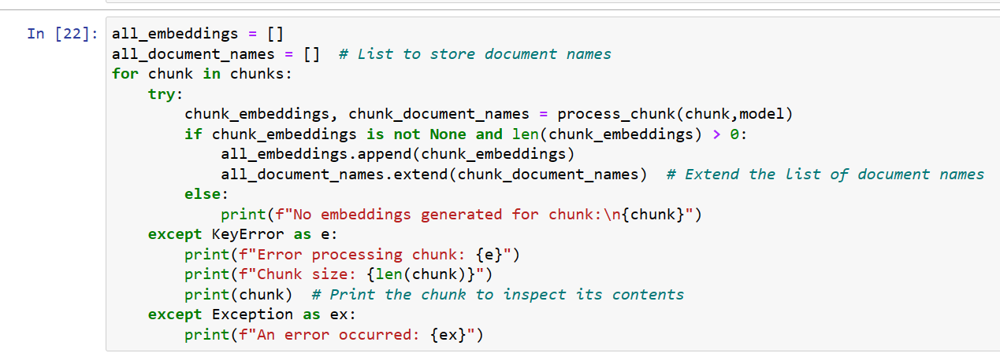 In [22]: all_embeddings = []
all_document_names = []  # List to store document names
for chunk in chunks:
    try:
        chunk_embeddings, chunk_document_names = process_chunk(chunk,model)
        if chunk_embeddings is not None and len(chunk_embeddings) > 0:
            all_embeddings.append(chunk_embeddings)
            all_document_names.extend(chunk_document_names)  # Extend the list of document names
        else:
            print(f"No embeddings generated for chunk:\n{chunk}")
    except KeyError as e:
        print(f"Error processing chunk: {e}")
        print(f"Chunk size: {len(chunk)}")
        print(chunk)  # Print the chunk to inspect its contents
    except Exception as ex:
        print(f"An error occurred: {ex}")